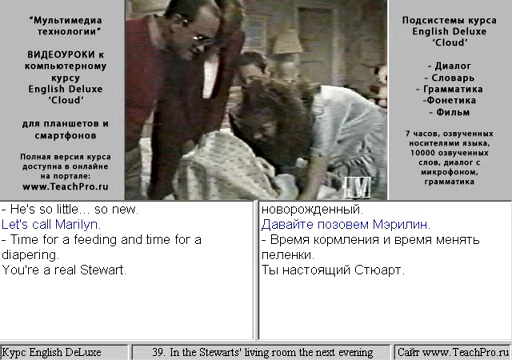 "Мультимедиа
технологии"
ВИДЕОУРОКИ к
компьютерному
курсу
English Deluxe
'Cloud'
для планшетов и
смартфонов
Полная версия курса
доступна в онлайне
на портале:
www.TeachPro.ru
Подсистемы курса
English Deluxe
'Cloud'
- Диалог
- Словарь
- Грамматика
-Фонетика
- Фильм
7 часов, озвученных
носителями языка,
10000 озвученных
слов, диалог с
микрофоном,
грамматика
- He's so little... so new.
Let's call Marilyn.
- Time for a feeding and time for a
diapering.
You're a real Stewart.
новорожденный.
Давайте позовем Мэрилин.
- Время кормления и время менять
пеленки.
Ты настоящий Стюарт.
Курс English DeLuxe
39. In the Stewarts' living room the next evening
Сайт www.TeachPro.ru